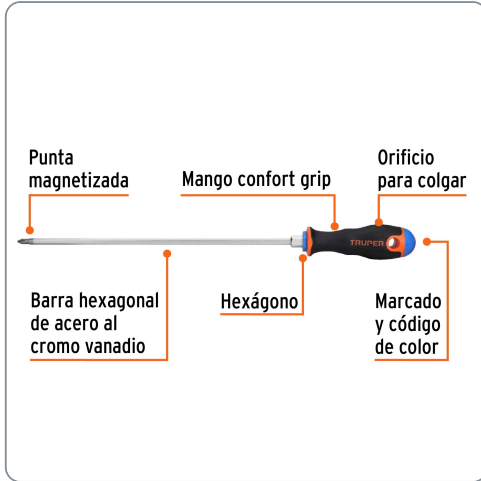 Punta
magnetizada
Mango confort grip
Orificio
para colgar
TRUPER
Barra hexagonal
de acero al
cromo vanadio
Hexágono
Marcado
y código
de color